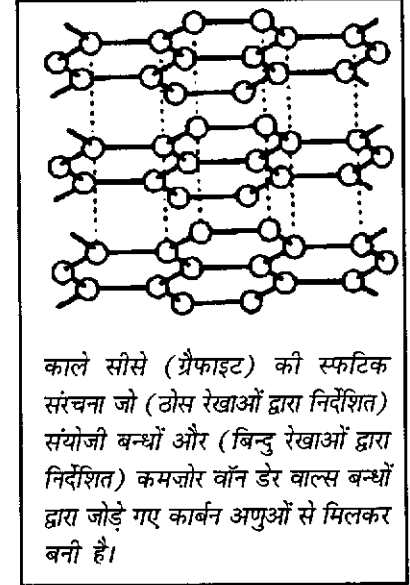 काले सीसे (ग्रैफाइट) की स्फटिक
संरचना जो (ठोस रेखाओं द्वारा निर्देशित)
संयोजी बन्धों और (बिन्दु रेखाओं द्वारा
निर्देशित) कमजोर वॉन डेर वाल्स बन्धों
द्वारा जोड़े गए कार्बन अणुओं से मिलकर
बनी है।